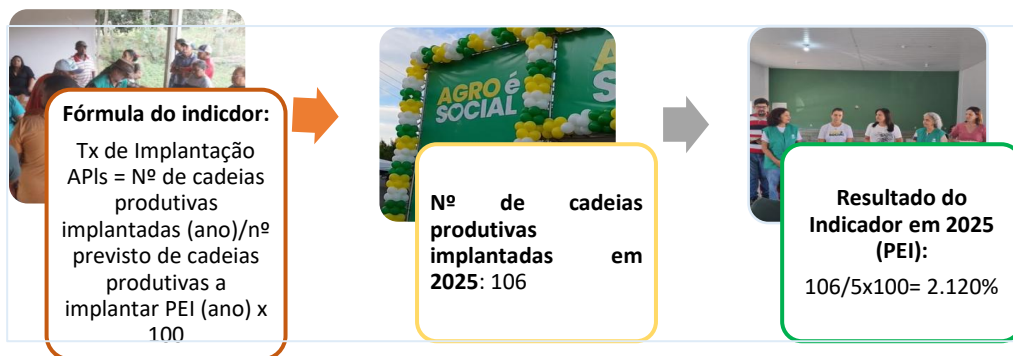 Fórmula do indicdor:
Tx de Implantação
APIs = Nº de cadeias
produtivas
implantadas (ano)/nº
previsto de cadeias
produtivas a
implantar PEI (ano) x
100
AGRO é
SOCIAL
Nº de cadeias
produtivas
implantadas em
2025: 106
Resultado do
Indicador em 2025
(PEI):
106/5x100= 2.120%